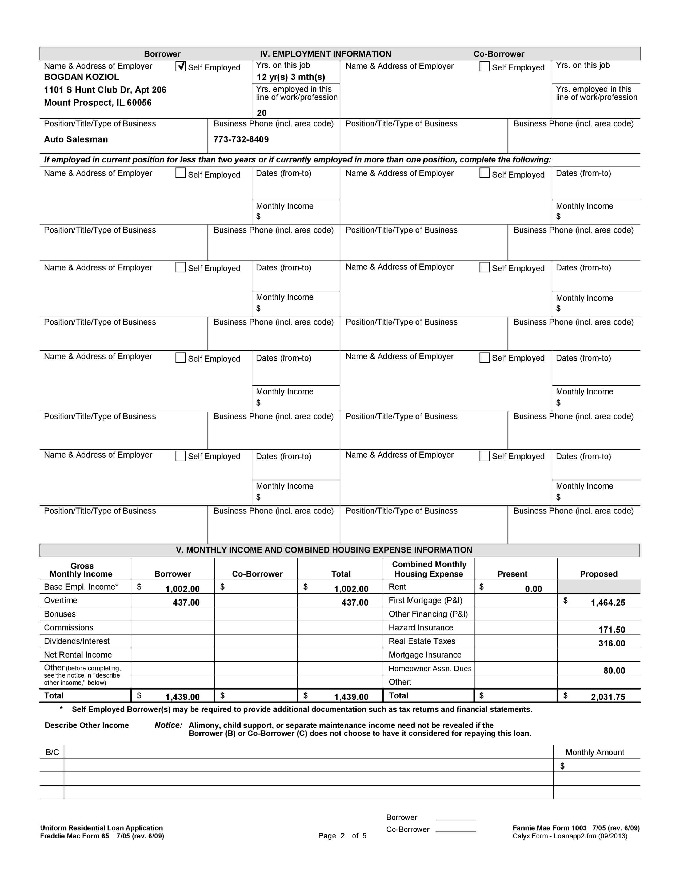 Borrower IV. EMPLOYMENT INFORMATION Co-Borrower
Name & Address of Employer Self Employed Yrs. on this job Name & Address of Employer Self Employed Yrs. on this job
BOGDAN KOZIOL 12 yr(s) 3 mth(s)
1101 S Hunt Club Dr, Apt 206 Yrs. employed in this line of work/profession Yrs. employed in this line of work/profession
Mount Prospect, IL 60056
20
Position/Title/Type of Business Business Phone (incl. area code) Position/Title/Type of Business Business Phone (incl. area code)
Auto Salesman 773-732-8409
If employed in current position for less than two years or if currently employed in more than one position, complete the following:
Name & Address of Employer Self Employed Dates (from-to) Name & Address of Employer Self Employed Dates (from-to)
Monthly Income Monthly Income
$ $
Position/Title/Type of Business Business Phone (incl. area code) Position/Title/Type of Business Business Phone (incl. area code)
Name & Address of Employer Self Employed Dates (from-to) Name & Address of Employer Self Employed Dates (from-to)
Monthly Income Monthly Income
$ $
Position/Title/Type of Business Business Phone (incl. area code) Position/Title/Type of Business Business Phone (incl. area code)
Name & Address of Employer Self Employed Dates (from-to) Name & Address of Employer Self Employed Dates (from-to)
Monthly Income Monthly Income
$ $
Position/Title/Type of Business Business Phone (incl. area code) Position/Title/Type of Business Business Phone (incl. area code)
Name & Address of Employer Self Employed Dates (from-to) Name & Address of Employer Self Employed Dates (from-to)
Monthly Income Monthly Income
$ $
Position/Title/Type of Business Business Phone (incl. area code) Position/Title/Type of Business Business Phone (incl. area code)
V. MONTHLY INCOME AND COMBINED HOUSING EXPENSE INFORMATION
Gross Monthly Income Borrower Co-Borrower Total Combined Monthly Housing Expense Present Proposed
Base Empl. Income* $ 1,002.00 $ $ 1,002.00 Rent $ 0.00
Overtime 437.00 437.00 First Mortgage (P&I) $ 1,464.25
Bonuses Other Financing (P&I)
Commissions Hazard Insurance 171.50
Dividends/Interest Real Estate Taxes 316.00
Net Rental Income Mortgage Insurance
Other (before completing, see the notice in "describe other income," below) Homeowner Assn. Dues 80.00
Other:
Total $ 1,439.00 $ $ 1,439.00 Total $ $ 2,031.75
* Self Employed Borrower(s) may be required to provide additional documentation such as tax returns and financial statements.
Describe Other Income Notice: Alimony, child support, or separate maintenance income need not be revealed if the
Borrower (B) or Co-Borrower (C) does not choose to have it considered for repaying this loan.
B/C Monthly Amount
$
Borrower
Co-Borrower
Uniform Residential Loan Application Fannie Mae Form 1003 7/05 (rev. 6/09)
Freddie Mac Form 65 7/05 (rev. 6/09) Page 2 of 5 Calyx Form - Loanapp2.frm (09/2013)